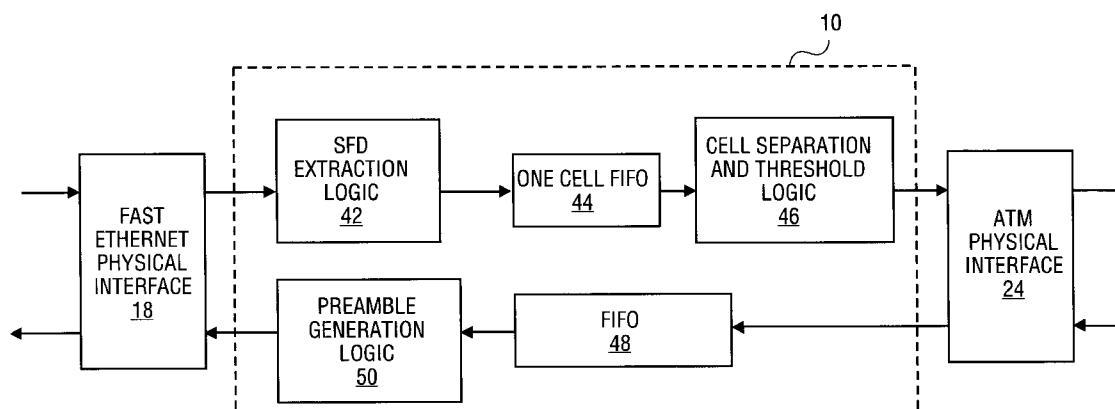 10
SFD
EXTRACTION
LOGIC
42
ONE CELL FIFO
44
CELL SEPARATION
AND THRESHOLD
LOGIC
46
FAST
ETHERNET
PHYSICAL
INTERFACE
18
ATM
PHYSICAL
INTERFACE
24
PREAMBLE
GENERATION
LOGIC
50
FIFO
48